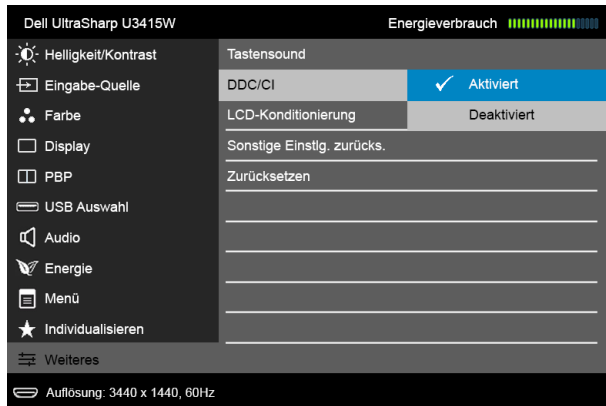 Dell UltraSharp U3415W
Energieverbrauch
Helligkeit/Kontrast
Tastensound
Eingabe-Quelle
DDC/CI
Aktiviert
Farbe
LCD-Konditionierung
Deaktiviert
Display
Sonstige Einstlg. zurücks.
PBP
Zurücksetzen
USB Auswahl
Audio
Energie
Menü
Individualisieren
Weiteres
Auflösung: 3440 x 1440, 60Hz